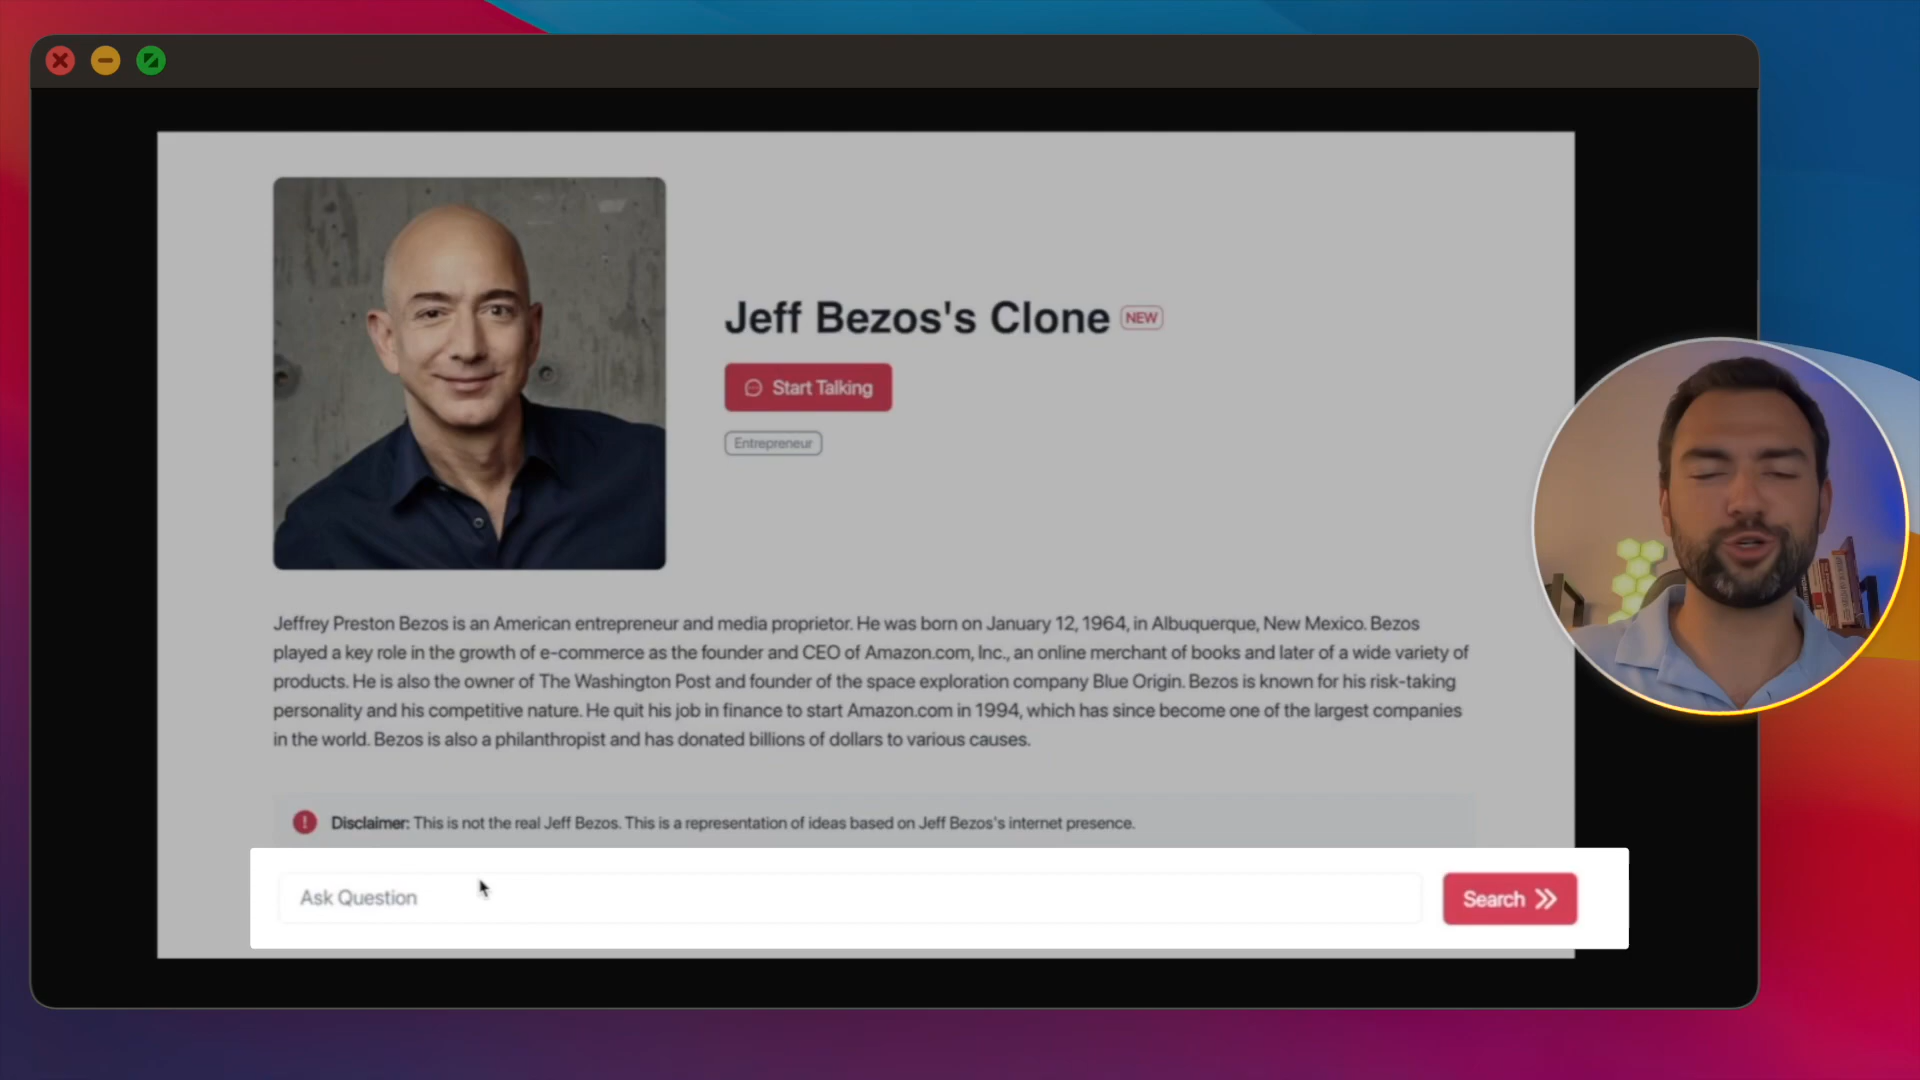 Jeff Bezos's Clone NEW
Start Talking
Entrepreneur
Jeffrey Preston Bezos is an American entrepreneur and media proprietor. He was born on January 12, 1964, in Albuquerque, New Mexico. Bezos
played a key role in the growth of e-commerce as the founder and CEO of Amazon.com, Inc., an online merchant of books and later of a wide variety of
products. He is also the owner of The Washington Post and founder of the space exploration company Blue Origin. Bezos is known for his risk-taking
personality and his competitive nature. He quit his job in finance to start Amazon.com in 1994, which has since become one of the largest companies
in the world. Bezos is also a philanthropist and has donated billions of dollars to various causes.
Disclaimer: This is not the real Jeff Bezos. This is a representation of ideas based on Jeff Bezos's internet presence.
Ask Question
Search